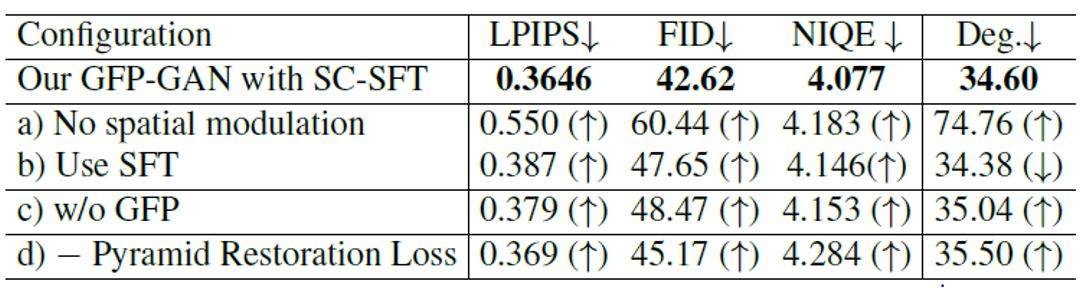 Configuration LPIPS↓ FID↓ NIQE ↓ Deg.↓
Our GFP-GAN with SC-SFT 0.3646 42.62 4.077 34.60
a) No spatial modulation 0.550 (↑) 60.44 (↑) 4.183 (↑) 74.76 (↑)
b) Use SFT 0.387 (↑) 47.65 (↑) 4.146(↑) 34.38 (↓)
c) w/o GFP 0.379 (↑) 48.47 (↑) 4.153 (↑) 35.04 (↑)
d) − Pyramid Restoration Loss 0.369 (↑) 45.17 (↑) 4.284 (↑) 35.50 (↑)